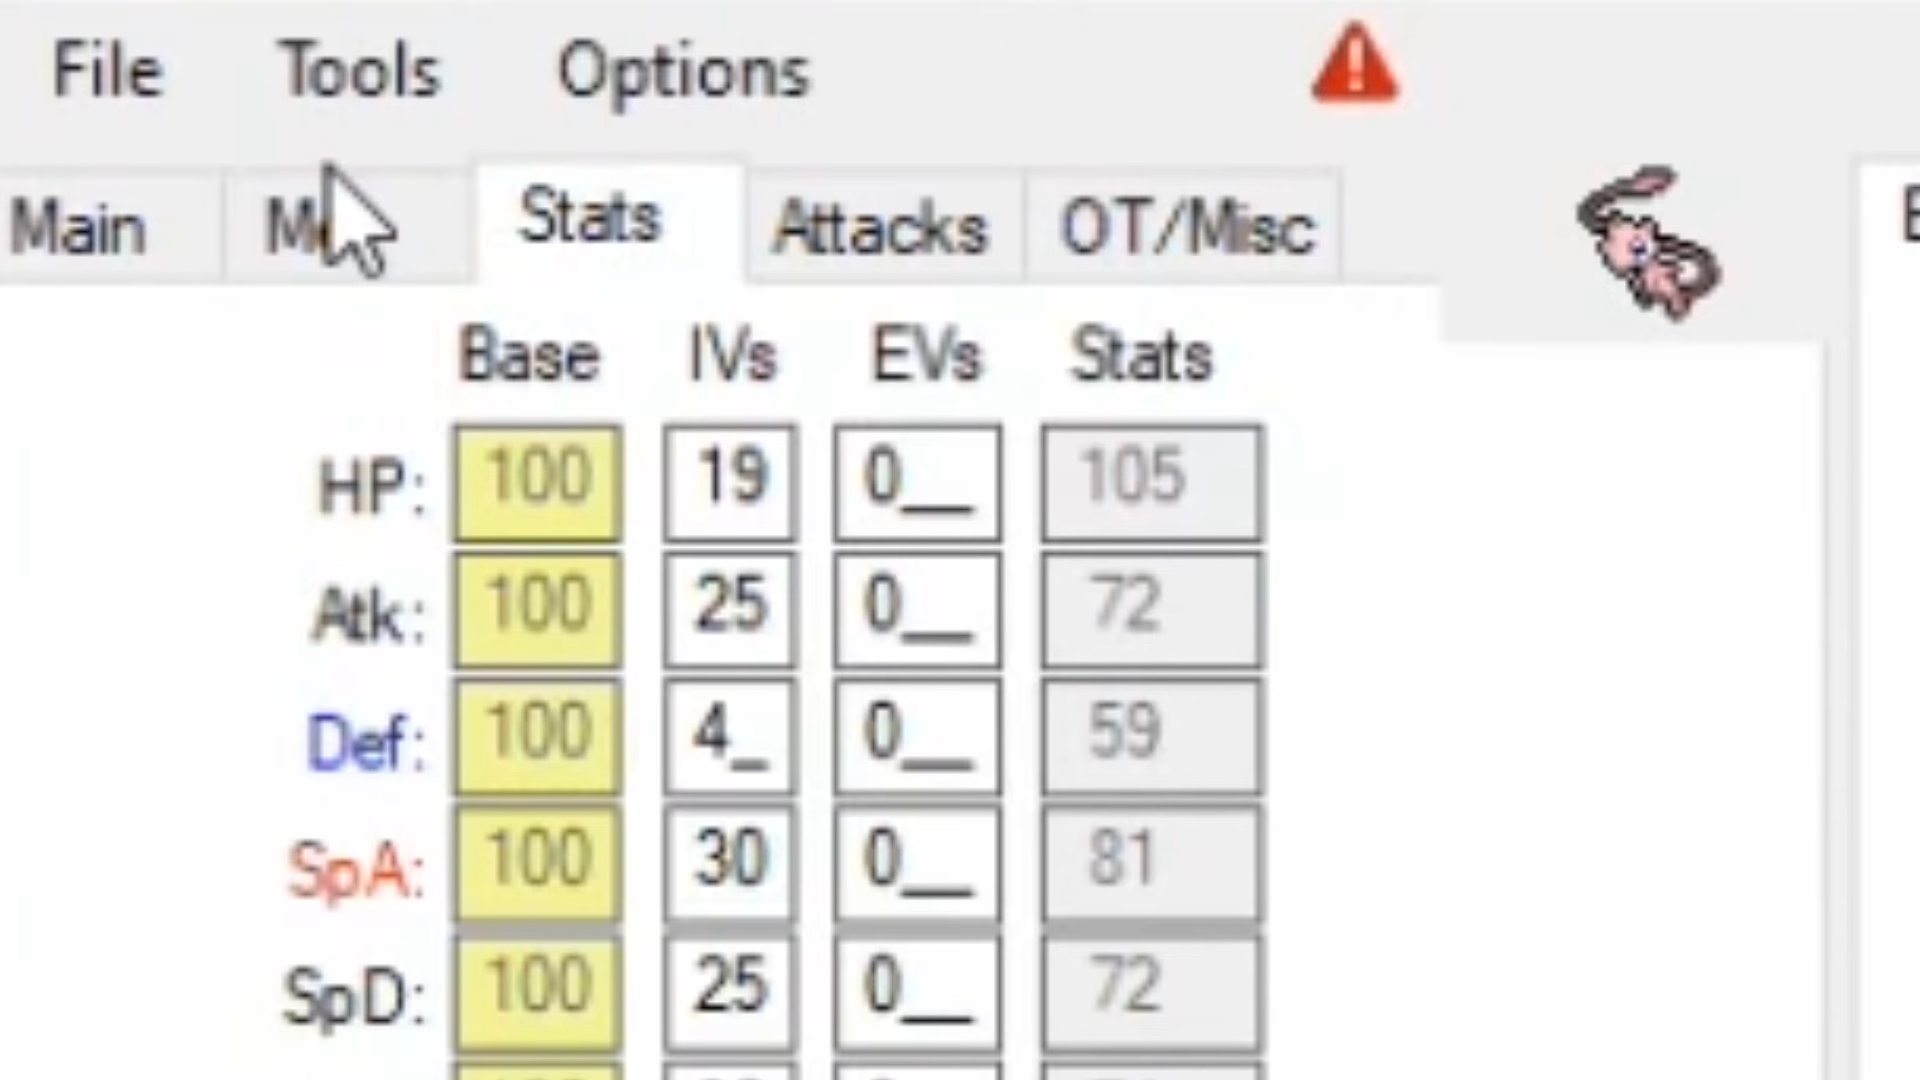 File Tools Options
Main Stats Attacks OT/Misc
Base IVs EVs Stats
HP: 100 19 0__ 105
Atk: 100 25 0__ 72
Def: 100 4_ 0__ 59
SpA: 100 30 0__ 81
SpD: 100 25 0__ 72